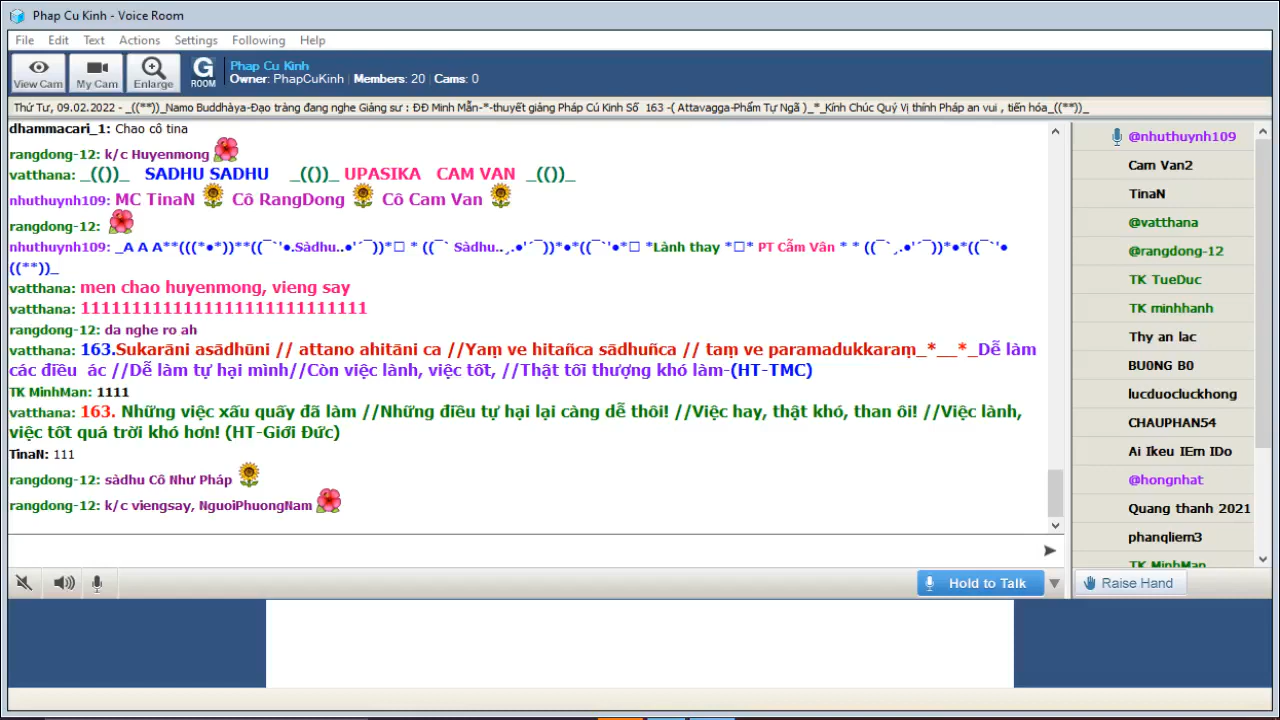 Phap Cu Kinh - Voice Room
File Edit Text Actions Settings Following Help
View Cam My Cam Enlarge
G ROOM
Phap Cu Kinh
Owner: PhapCuKinh Members: 20 Cams: 0
Thứ Tư, 09.02.2022 - _((**))_Namo Buddhàya-Đạo tràng đang nghe Giảng sư : ĐĐ Minh Mẫn-*-thuyết giảng Pháp Cú Kinh Số 163 -( Attavagga-Phẩm Tự Ngã )_*_Kính Chúc Quý Vị thính Pháp an vui , tiến hóa_((**))_
dhammacari_1: Chao cô tina
rangdong-12: k/c Huyenmong
vatthana: _(())_ SADHU SADHU _(())_ UPASIKA CAM VAN _(())_
nhuthuynh109: MC TinaN Cô RangDong Cô Cam Van
rangdong-12:
nhuthuynh109: _A A A**(((*●*))**((¯`'●.Sàdhu..●'´¯))*□ * ((¯` Sàdhu..¸.●'´¯))*●*((¯`'●*□ *Lành thay *□* PT Cẩm Vân * * ((¯`¸.●'´¯))*●*((¯`'●
((**))_
vatthana: men chao huyenmong, vieng say
vatthana: 1111111111111111111111111111
rangdong-12: da nghe ro ah
vatthana: 163.Sukarāni asādhūni // attano ahitāni ca //Yaṃ ve hitañca sādhuñca // taṃ ve paramadukkaraṃ_*__*_Dễ làm
các điều ác //Dễ làm tự hại mình//Còn việc lành, việc tốt, //Thật tối thượng khó làm-(HT-TMC)
TK MinhMan: 1111
vatthana: 163. Những việc xấu quấy đã làm //Những điều tự hại lại càng dễ thôi! //Việc hay, thật khó, than ôi! //Việc lành,
việc tốt quá trời khó hơn! (HT-Giới Đức)
TinaN: 111
rangdong-12: sàdhu Cô Như Pháp
rangdong-12: k/c viengsay, NguoiPhuongNam
@nhuthuynh109
Cam Van2
TinaN
@vatthana
@rangdong-12
TK TueDuc
TK minhhanh
Thy an lac
BU0NG B0
lucduocluckhong
CHAUPHAN54
Ai Ikeu IEm IDo
@hongnhat
Quang thanh 2021
phanqliem3
TK MinhMan
Hold to Talk
Raise Hand